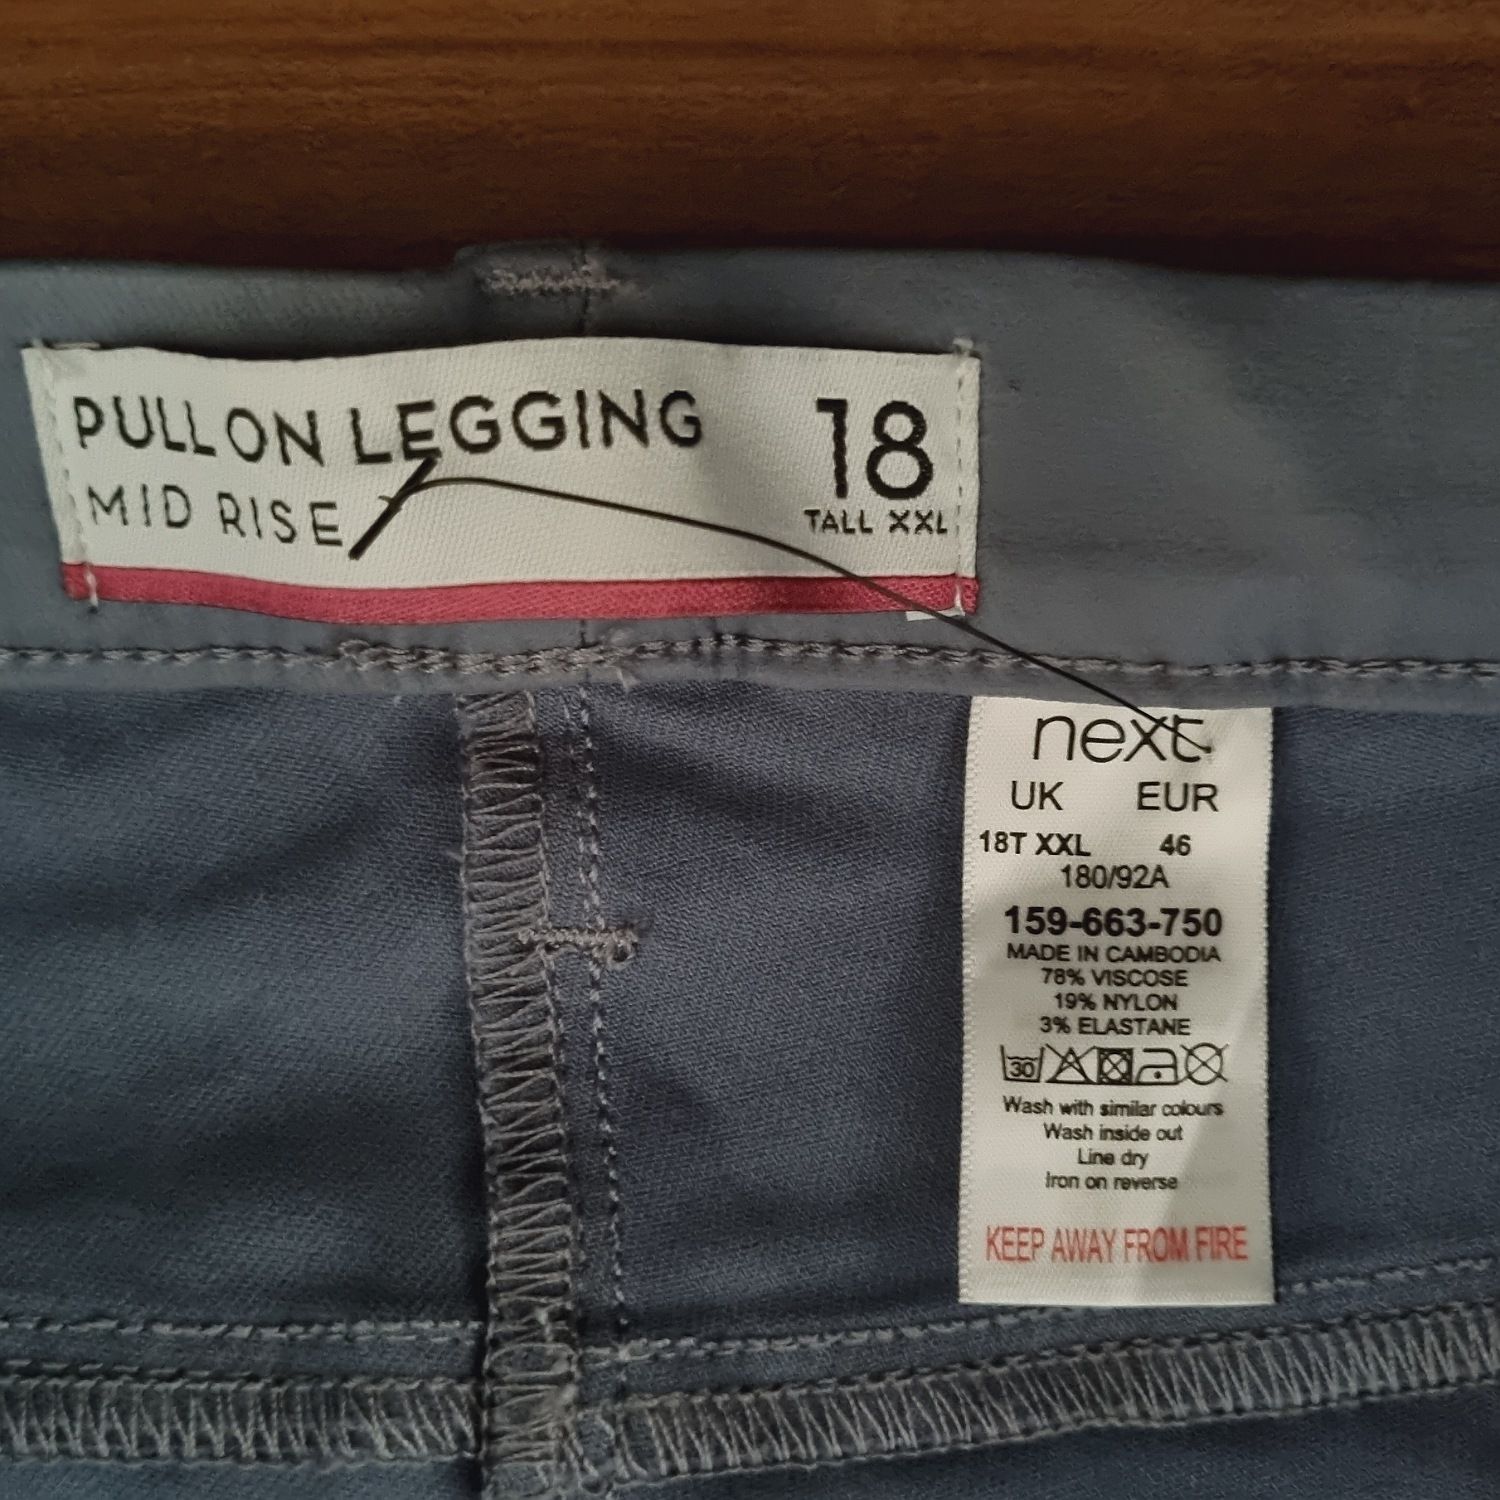 PULL ON LEGGING 18
MID RISE TALL XXL
next
UK EUR
18T XXL 46
180/92A
159-663-750
MADE IN CAMBODIA
78% VISCOSE
19% NYLON
3% ELASTANE
30
Wash with similar colours
Wash inside out
Line dry
Iron on reverse
KEEP AWAY FROM FIRE